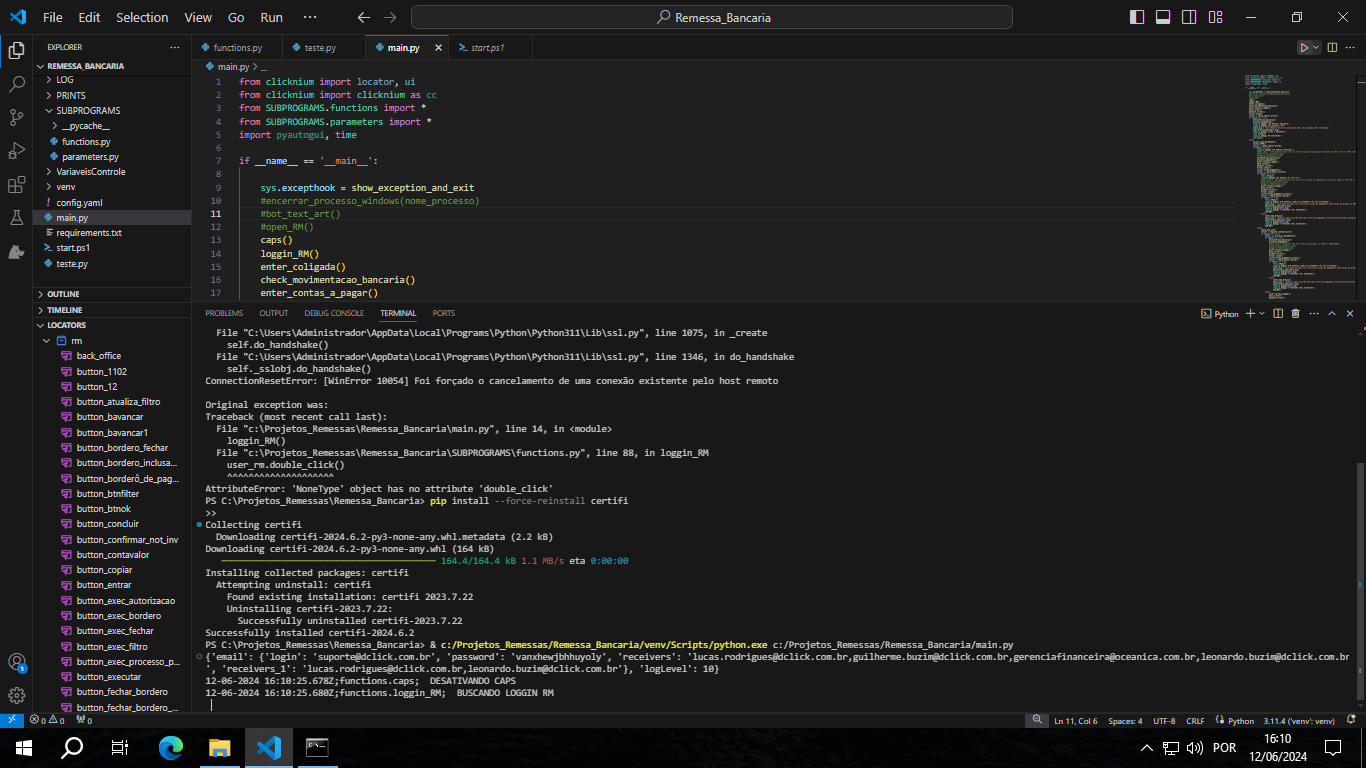 File Edit Selection View Go Run ···
Remessa_Bancaria
EXPLORER
REMESSA_BANCARIA
LOG
PRINTS
SUBPROGRAMS
__pycache__
functions.py
parameters.py
VariaveisControle
venv
config.yaml
main.py
requirements.txt
start.ps1
teste.py
OUTLINE
TIMELINE
LOCATORS
rm
back_office
button_1102
button_12
button_atualiza_filtro
button_bavancar
button_bavancar1
button_bordero_fechar
button_bordero_inclusa...
button_borderô_de_pag...
button_btnfilter
button_btnok
button_concluir
button_confirmar_not_inv
button_contavalor
button_copiar
button_entrar
button_exec_autorizacao
button_exec_bordero
button_exec_fechar
button_exec_filtro
button_exec_processo_p...
button_executar
button_fechar_bordero
button_fechar_bordero_...
functions.py
teste.py
main.py
start.ps1
main.py > ...
1 from clicknium import locator, ui
2 from clicknium import clicknium as cc
3 from SUBPROGRAMS.functions import *
4 from SUBPROGRAMS.parameters import *
5 import pyautogui, time
6
7 if __name__ == '__main__':
8
9 sys.excepthook = show_exception_and_exit
10 #encerrar_processo_windows(nome_processo)
11 #bot_text_art()
12 #open_RM()
13 caps()
14 loggin_RM()
15 enter_coligada()
16 check_movimentacao_bancaria()
17 enter_contas_a_pagar()
PROBLEMS OUTPUT DEBUG CONSOLE TERMINAL PORTS
Python
File "C:\Users\Administrador\AppData\Local\Programs\Python\Python311\Lib\ssl.py", line 1075, in _create
self.do_handshake()
File "C:\Users\Administrador\AppData\Local\Programs\Python\Python311\Lib\ssl.py", line 1346, in do_handshake
self._sslobj.do_handshake()
ConnectionResetError: [WinError 10054] Foi forçado o cancelamento de uma conexão existente pelo host remoto
Original exception was:
Traceback (most recent call last):
File "c:\Projetos_Remessas\Remessa_Bancaria\main.py", line 14, in <module>
loggin_RM()
File "c:\Projetos_Remessas\Remessa_Bancaria\SUBPROGRAMS\functions.py", line 88, in loggin_RM
user_rm.double_click()
^^^^^^^^^^^^^^^^^^^^
AttributeError: 'NoneType' object has no attribute 'double_click'
PS C:\Projetos_Remessas\Remessa_Bancaria> pip install --force-reinstall certifi
>>
Collecting certifi
Downloading certifi-2024.6.2-py3-none-any.whl.metadata (2.2 kB)
Downloading certifi-2024.6.2-py3-none-any.whl (164 kB)
164.4/164.4 kB 1.1 MB/s eta 0:00:00
Installing collected packages: certifi
Attempting uninstall: certifi
Found existing installation: certifi 2023.7.22
Uninstalling certifi-2023.7.22:
Successfully uninstalled certifi-2023.7.22
Successfully installed certifi-2024.6.2
PS C:\Projetos_Remessas\Remessa_Bancaria> & c:/Projetos_Remessas/Remessa_Bancaria/venv/Scripts/python.exe c:/Projetos_Remessas/Remessa_Bancaria/main.py
{'email': {'login': 'suporte@dclick.com.br', 'password': 'vanxhewjbhhuyoly', 'receivers': 'lucas.rodrigues@dclick.com.br,guilherme.buzim@dclick.com.br,gerenciafinanceira@oceanica.com.br,leonardo.buzim@dclick.com.br
', 'receivers_1': 'lucas.rodrigues@dclick.com.br,leonardo.buzim@dclick.com.br'}, 'logLevel': 10}
12-06-2024 16:10:25.678Z;functions.caps; DESATIVANDO CAPS
12-06-2024 16:10:25.680Z;functions.loggin_RM; BUSCANDO LOGGIN RM
0 0 0
Ln 11, Col 6 Spaces: 4 UTF-8 CRLF Python 3.11.4 ('venv': venv)
POR
16:10
12/06/2024